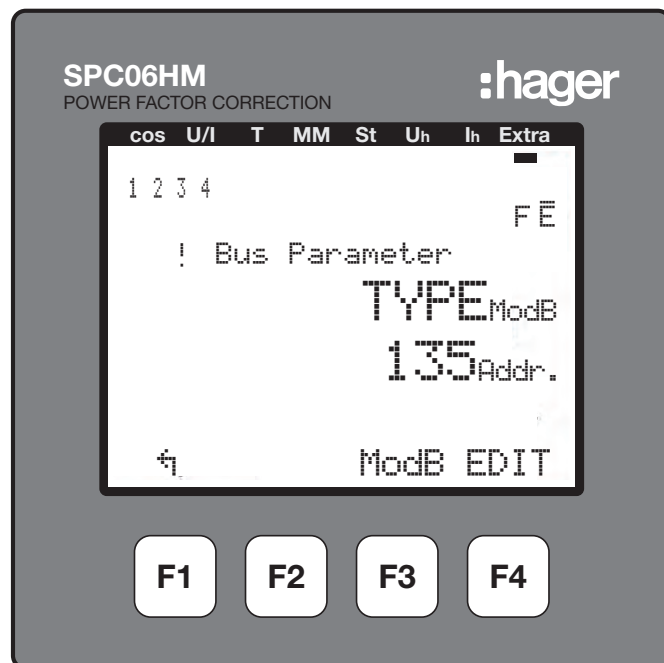 SPC06HM
:hager
POWER FACTOR CORRECTION
cos U/I T MM St Uh Ih Extra
1 2 3 4
F Ē
! Bus Parameter
TYPE ModB
135 Addr.
ModB EDIT
F1 F2 F3 F4